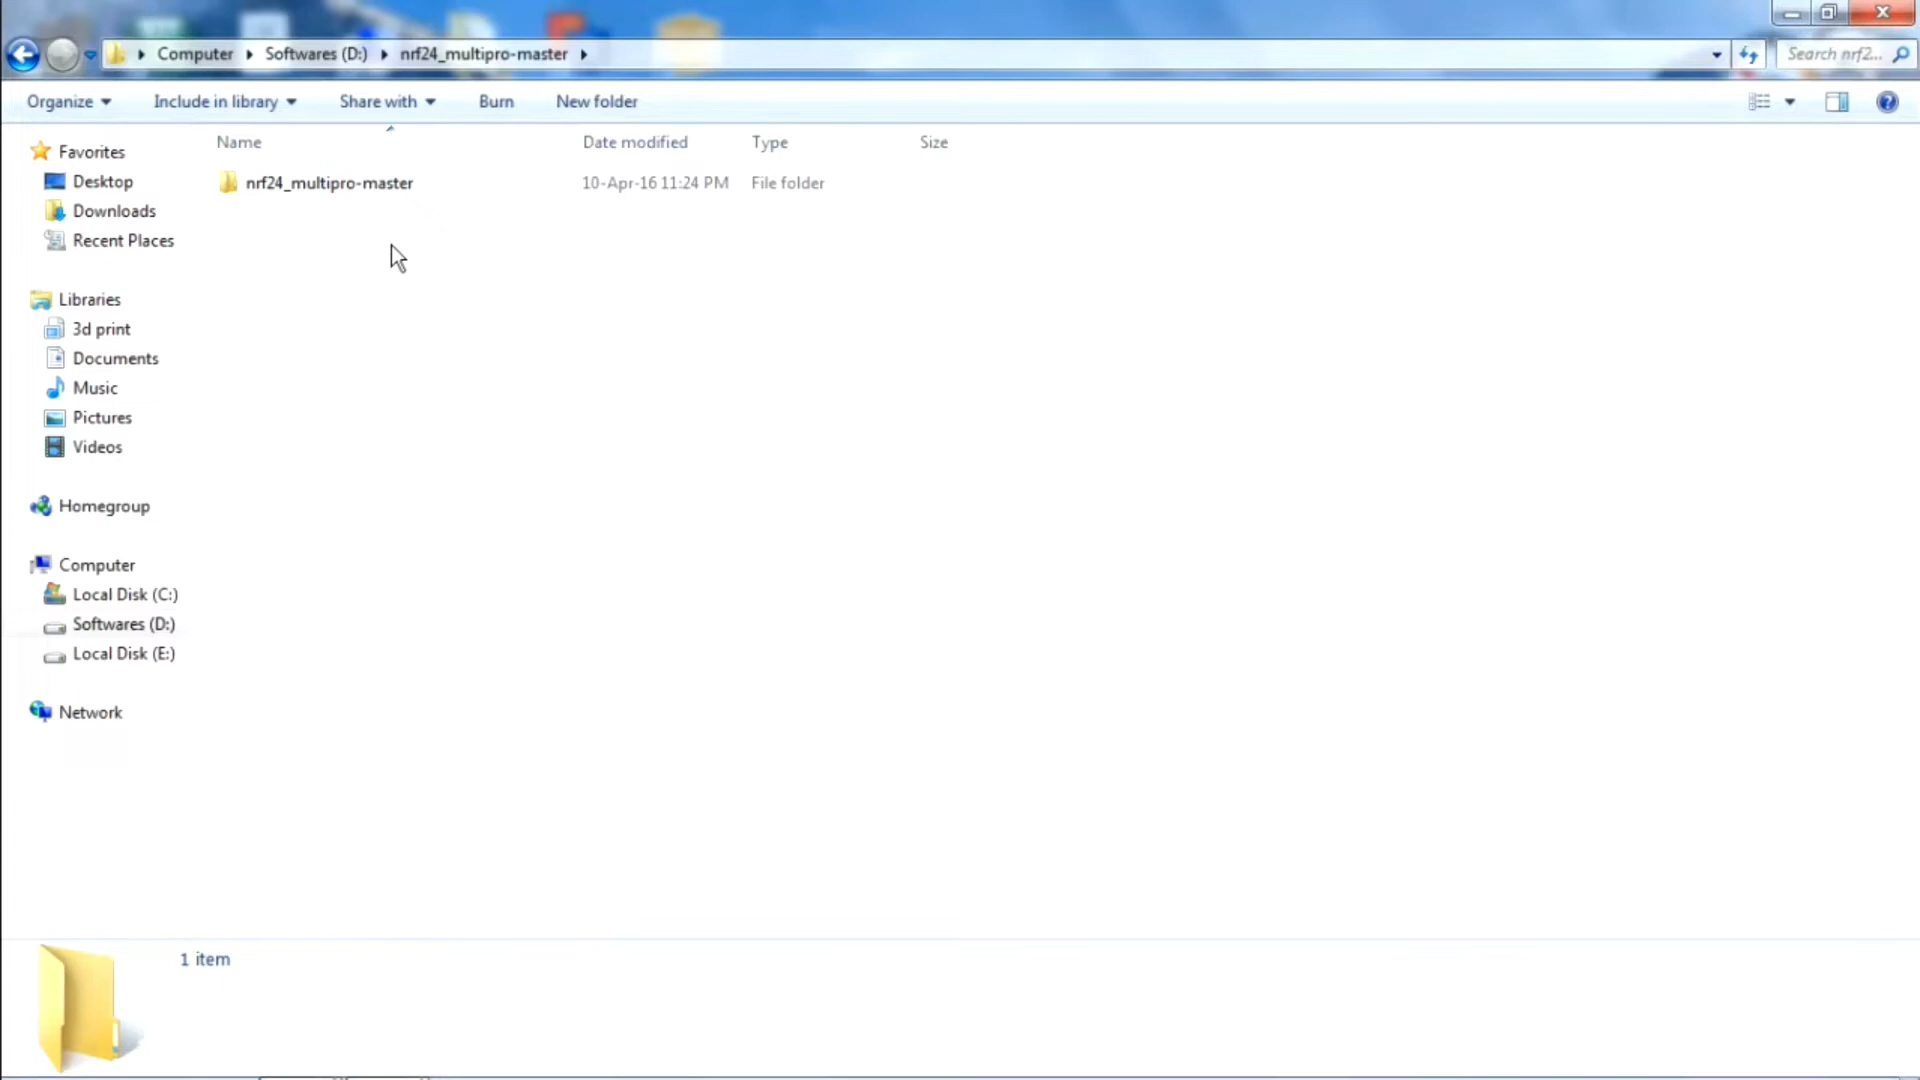 Computer Softwares (D:) nrf24_multipro-master
Search nrf2...
Organize Include in library Share with Burn New folder
Name Date modified Type Size
nrf24_multipro-master 10-Apr-16 11:24 PM File folder
Favorites
Desktop
Downloads
Recent Places
Libraries
3d print
Documents
Music
Pictures
Videos
Homegroup
Computer
Local Disk (C:)
Softwares (D:)
Local Disk (E:)
Network
1 item